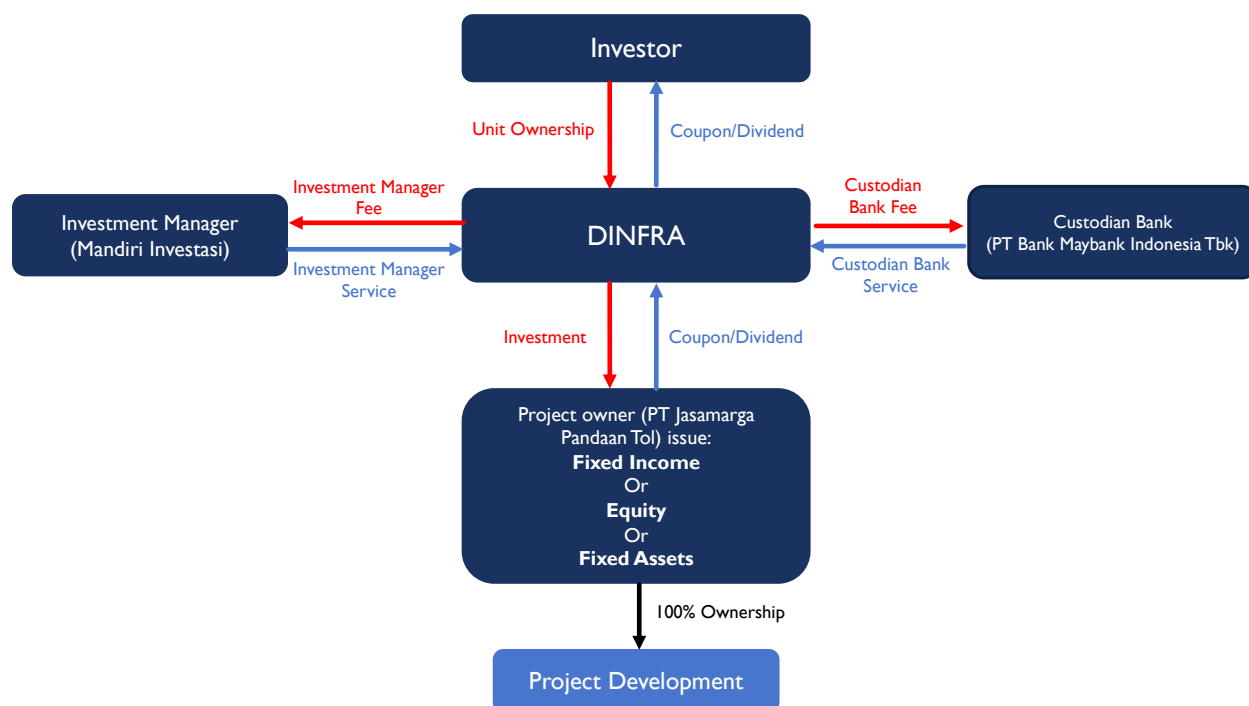 Investor
Unit Ownership
Coupon/Dividend
Investment Manager
Fee
Custodian
Bank Fee
Investment Manager
(Mandiri Investasi)
DINFRA
Custodian Bank
(PT Bank Maybank Indonesia Tbk)
Investment Manager
Service
Custodian Bank
Service
Investment
Coupon/Dividend
Project owner (PT Jasamarga
Pandaan Tol) issue:
Fixed Income
Or
Equity
Or
Fixed Assets
100% Ownership
Project Development